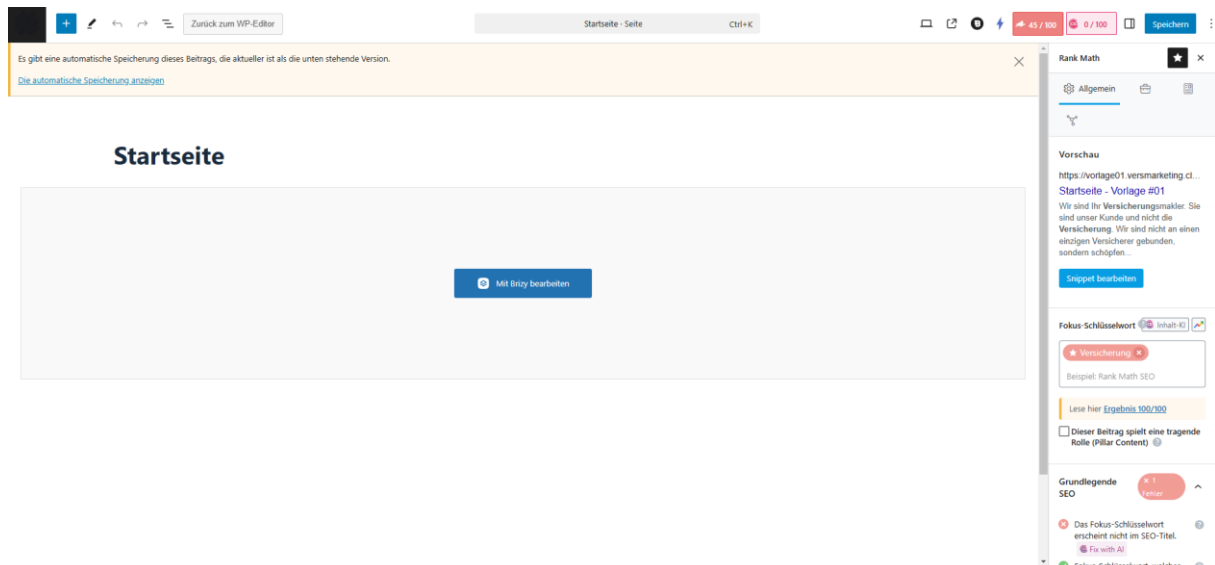 Zurück zum WP-Editor
Startseite · Seite
Ctrl+K
45 / 100
0 / 100
Speichern
Es gibt eine automatische Speicherung dieses Beitrags, die aktueller ist als die unten stehende Version.
Die automatische Speicherung anzeigen
Startseite
Mit Brizy bearbeiten
Rank Math
Allgemein
Vorschau
https://vorlage01.versmarketing.cl...
Startseite - Vorlage #01
Wir sind Ihr Versicherungsmakler. Sie
sind unser Kunde und nicht die
Versicherung. Wir sind nicht an einen
einzigen Versicherer gebunden,
sondern schöpfen...
Snippet bearbeiten
Fokus-Schlüsselwort
Inhalt-KI
Versicherung
Beispiel: Rank Math SEO
Lese hier Ergebnis 100/100
Dieser Beitrag spielt eine tragende
Rolle (Pillar Content)
Grundlegende
SEO
× 1
Fehler
Das Fokus-Schlüsselwort
erscheint nicht im SEO-Titel.
Fix with AI